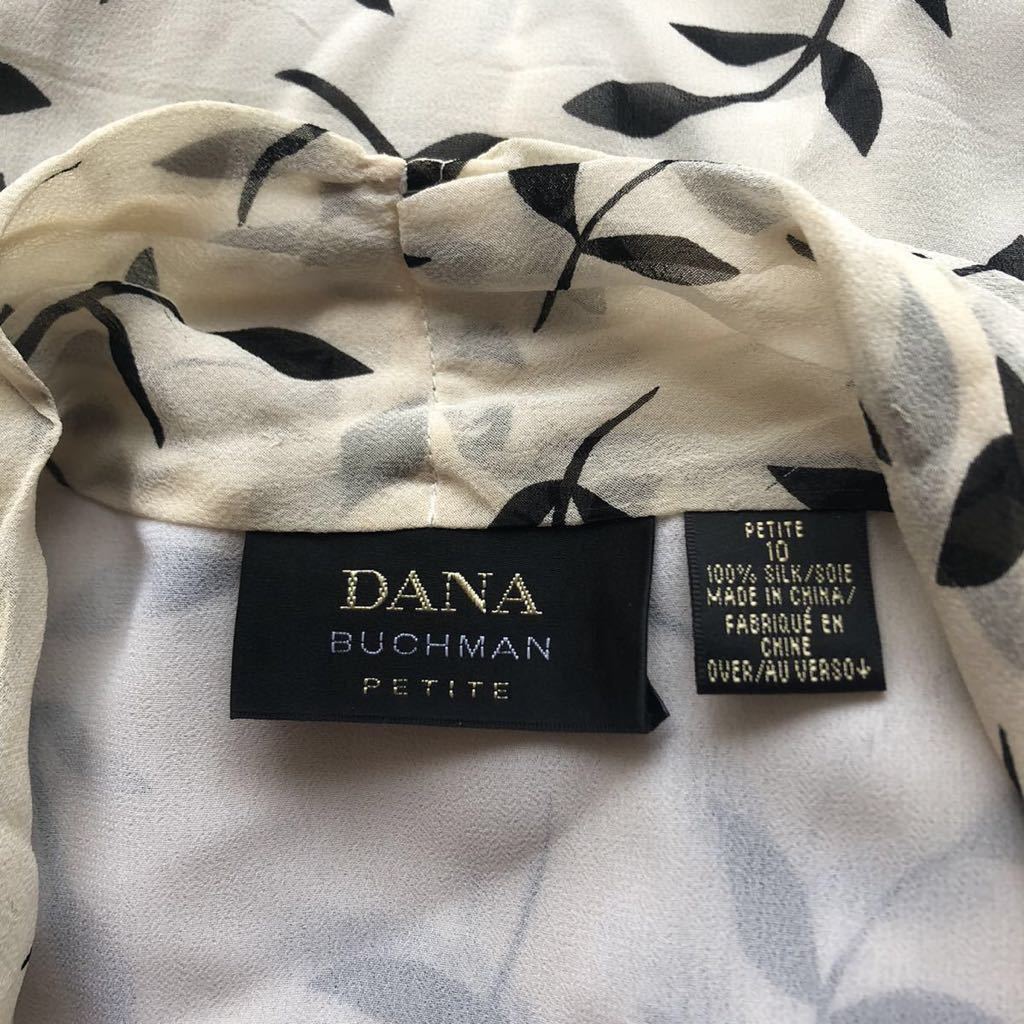 DANA
BUCHMAN
PETITE
PETITE
10
100% SILK/SOIE
MADE IN CHINA/
FABRIQUÉ EN
CHINE
OVER/AU VERSO↓